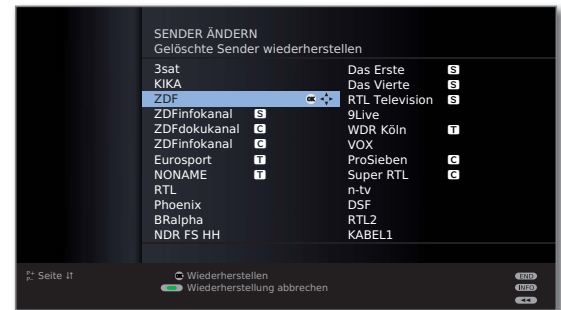 SENDER ÄNDERN
Gelöschte Sender wiederherstellen
3sat
KIKA
ZDF OK
ZDFinfokanal S
ZDFdokukanal C
ZDFinfokanal C
Eurosport T
NONAME T
RTL
Phoenix
BRalpha
NDR FS HH
Das Erste S
Das Vierte S
RTL Television S
9Live
WDR Köln T
VOX
ProSieben C
Super RTL C
n-tv
DSF
RTL2
KABEL1
P+ P- Seite
OK Wiederherstellen
Wiederherstellung abbrechen
END
INFO